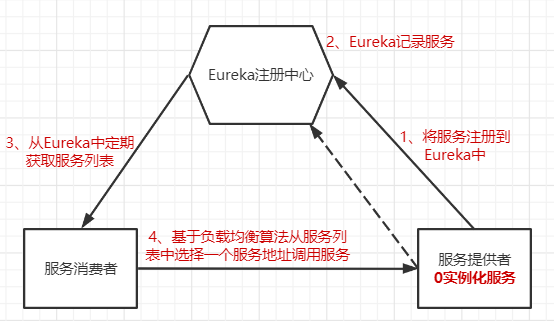 2、Eureka记录服务
Eureka注册中心
1、将服务注册到
Eureka中
3、从Eureka中定期
获取服务列表
4、基于负载均衡算法从服务列
表中选择一个服务地址调用服务
服务消费者
服务提供者
0实例化服务